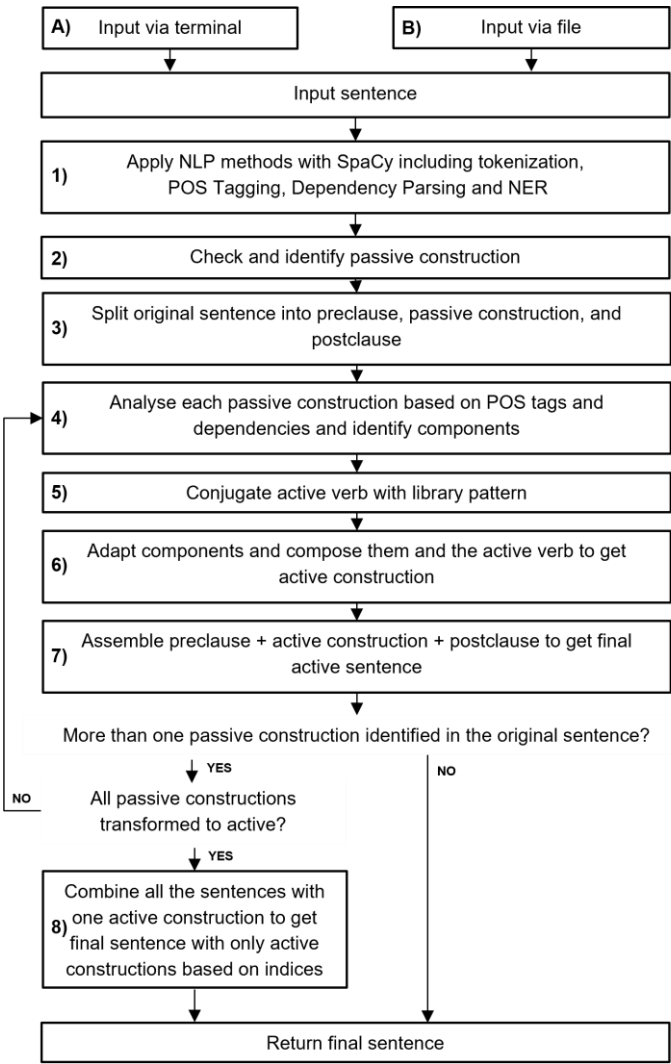 A) Input via terminal
B) Input via file
Input sentence
1) Apply NLP methods with SpaCy including tokenization,
POS Tagging, Dependency Parsing and NER
2) Check and identify passive construction
3) Split original sentence into preclause, passive construction, and
postclause
4) Analyse each passive construction based on POS tags and
dependencies and identify components
5) Conjugate active verb with library pattern
6) Adapt components and compose them and the active verb to get
active construction
7) Assemble preclause + active construction + postclause to get final
active sentence
More than one passive construction identified in the original sentence?
YES
NO
NO
All passive constructions
transformed to active?
YES
Combine all the sentences with
8) one active construction to get
final sentence with only active
constructions based on indices
Return final sentence